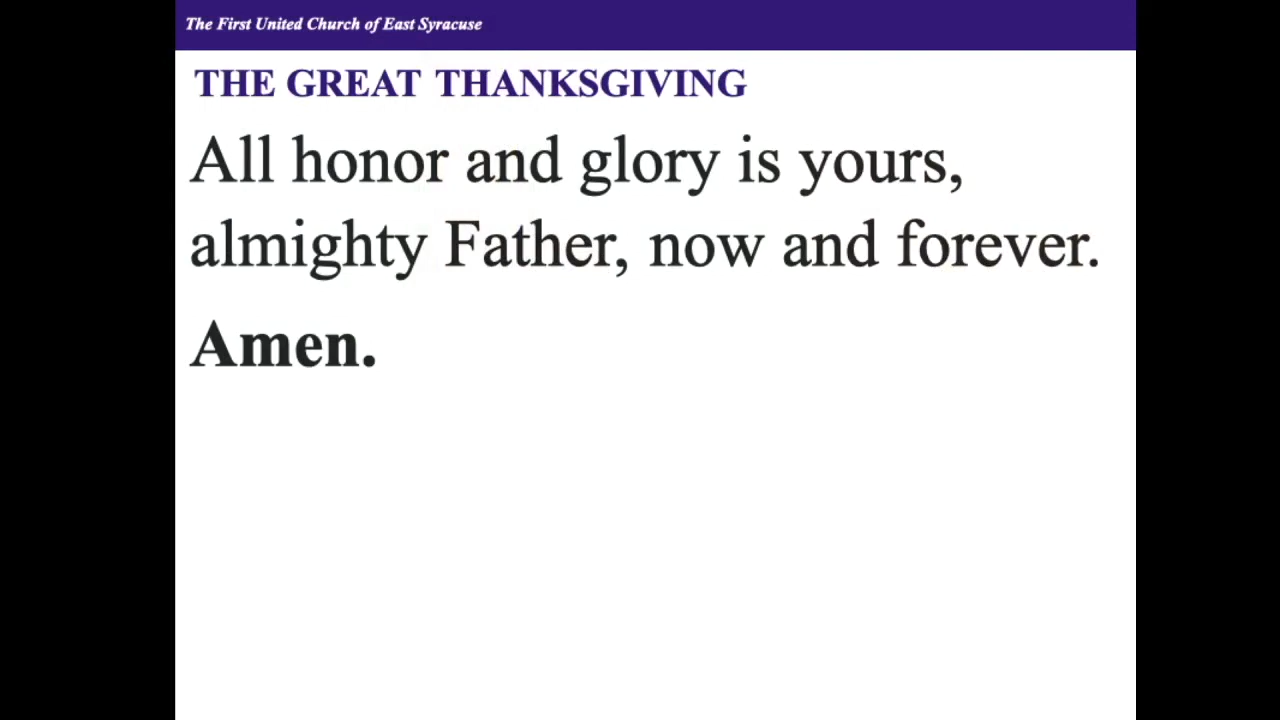 The First United Church of East Syracuse
THE GREAT THANKSGIVING
All honor and glory is yours,
almighty Father, now and forever.
Amen.